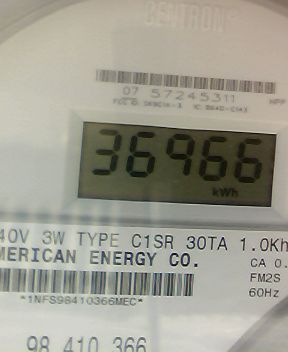 CENTRON
07 57245311
36966
kWh
40V 3W TYPE C1SR 30TA 1.0Kh
MERICAN ENERGY CO.
CA 0.
FM2S
60Hz
*1NFS98410366MEC*
98 410 366